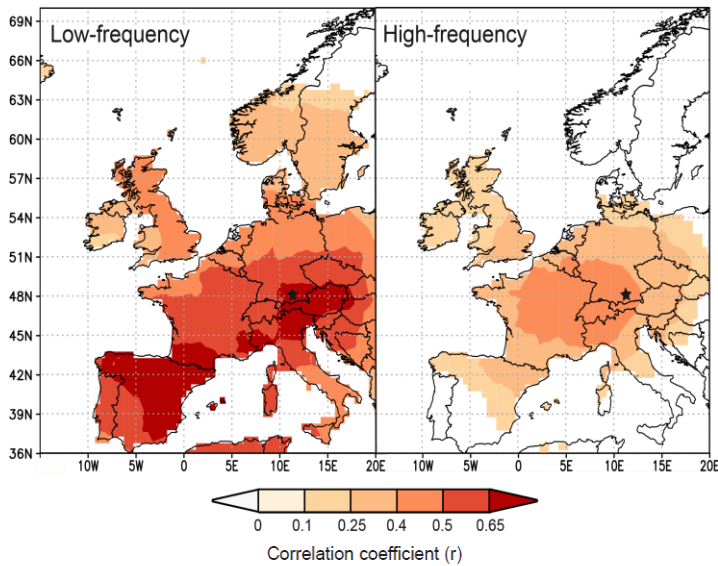 Low-frequency
High-frequency
69N
66N
63N
60N
57N
54N
51N
48N
45N
42N
39N
36N
10W 5W 0 5E 10E 15E 20E 10W 5W 0 5E 10E 15E 20E
0 0.1 0.25 0.4 0.5 0.65
Correlation coefficient (r)